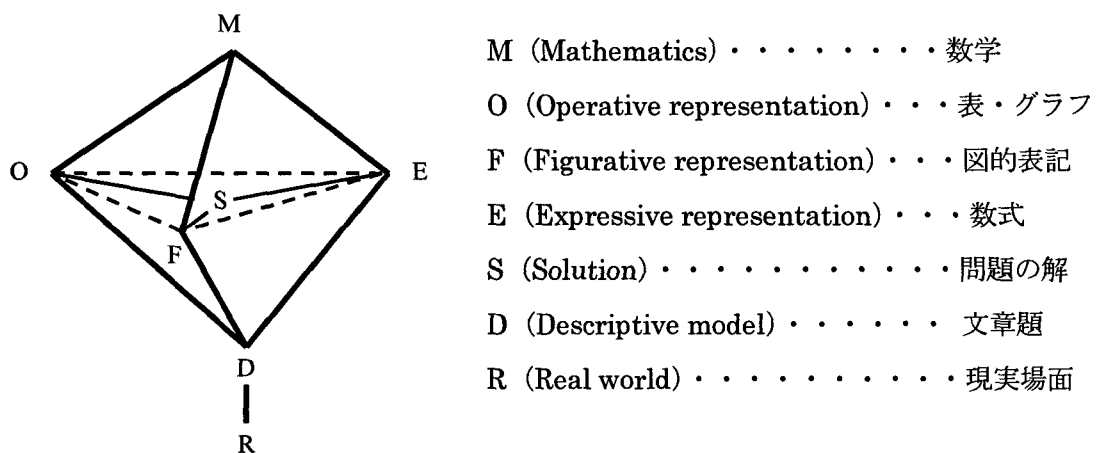 M
O
E
S
F
D
R
M (Mathematics)・・・・・・・・数学
O (Operative representation)・・・表・グラフ
F (Figurative representation)・・・図的表記
E (Expressive representation)・・・数式
S (Solution)・・・・・・・・・・・問題の解
D (Descriptive model)・・・・・・ 文章題
R (Real world)・・・・・・・・・・現実場面